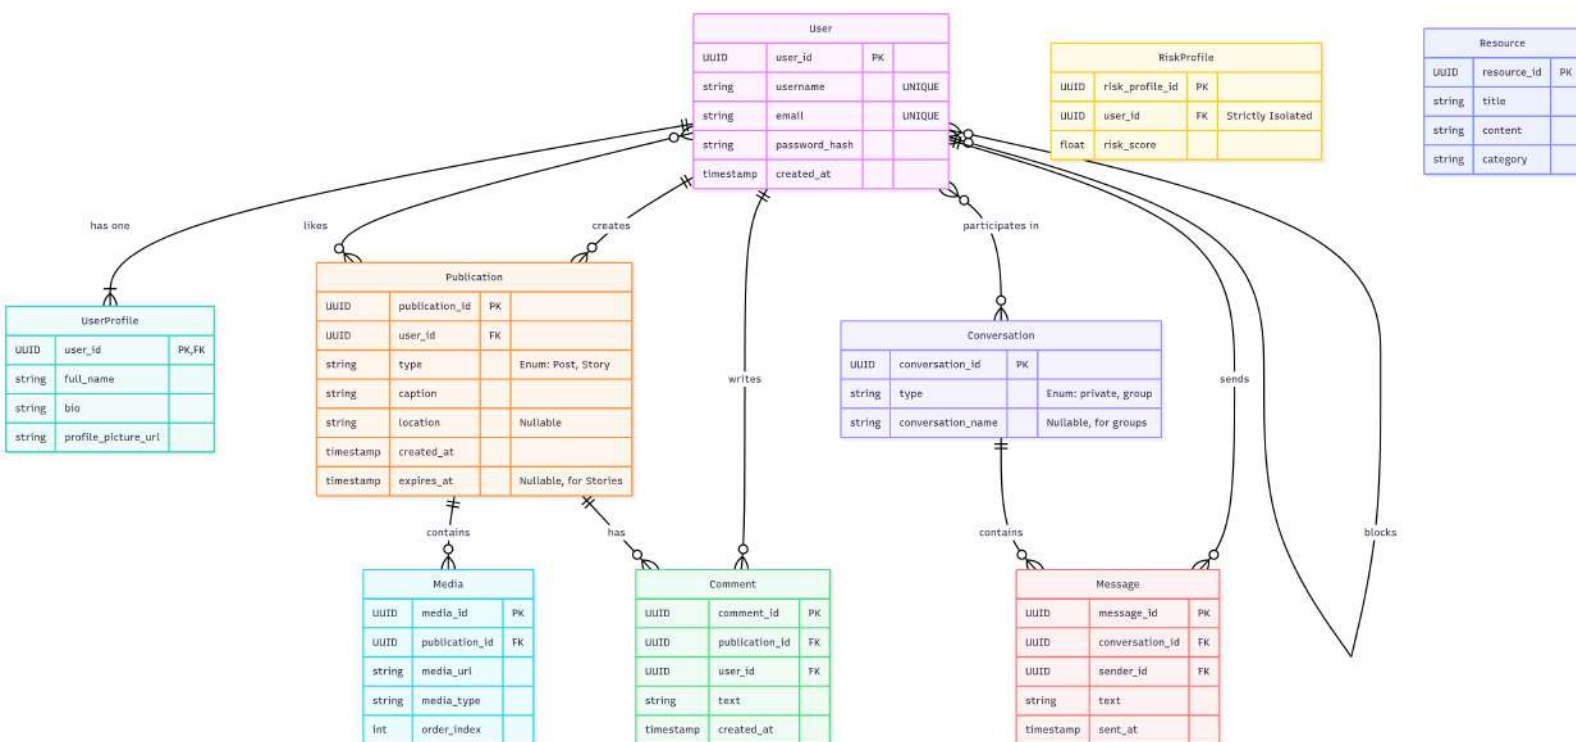 User
UUID user_id PK
string username UNIQUE
string email UNIQUE
string password_hash
timestamp created_at
RiskProfile
UUID risk_profile_id PK
UUID user_id FK Strictly Isolated
float risk_score
Resource
UUID resource_id PK
string title
string content
string category
has one
likes
creates
participates in
UserProfile
UUID user_id PK,FK
string full_name
string bio
string profile_picture_url
Publication
UUID publication_id PK
UUID user_id FK
string type Enum: Post, Story
string caption
string location Nullable
timestamp created_at
timestamp expires_at Nullable, for Stories
writes
Conversation
UUID conversation_id PK
string type Enum: private, group
string conversation_name Nullable, for groups
sends
contains
has
contains
blocks
Media
UUID media_id PK
UUID publication_id FK
string media_url
string media_type
int order_index
Comment
UUID comment_id PK
UUID publication_id FK
UUID user_id FK
string text
timestamp created_at
Message
UUID message_id PK
UUID conversation_id FK
UUID sender_id FK
string text
timestamp sent_at